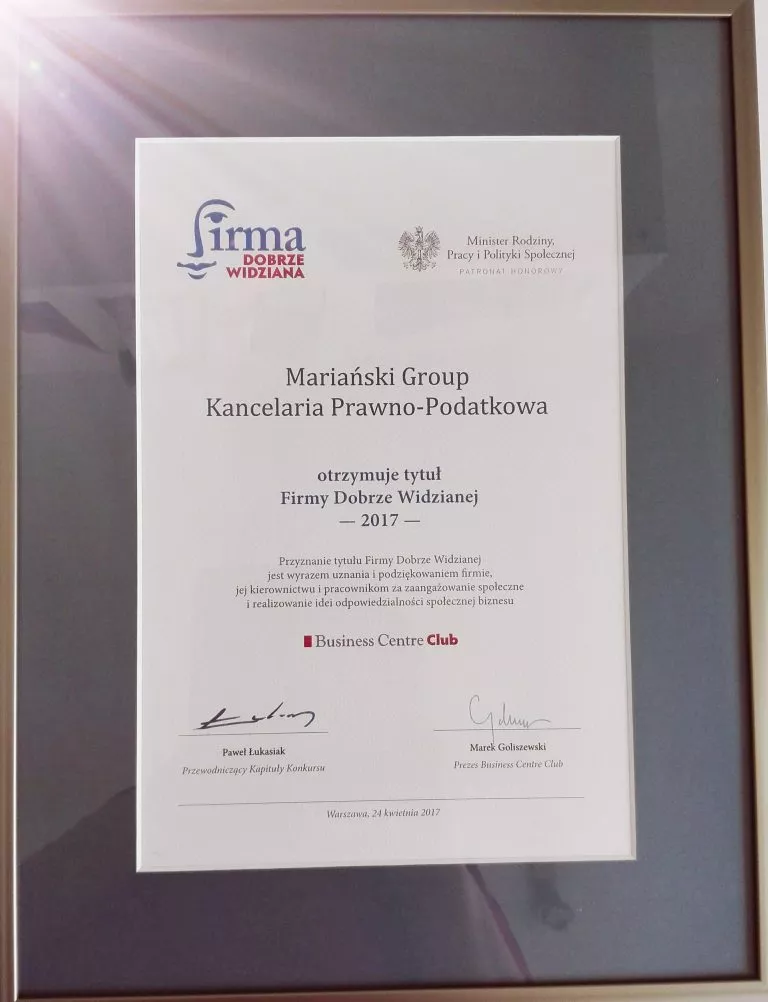 firma
DOBRZE
WIDZIANA
Minister Rodziny,
Pracy i Polityki Społecznej
PATRONAT HONOROWY
Mariański Group
Kancelaria Prawno-Podatkowa
otrzymuje tytuł
Firmy Dobrze Widzianej
— 2017 —
Przyznanie tytułu Firmy Dobrze Widzianej
jest wyrazem uznania i podziękowaniem firmie,
jej kierownictwu i pracownikom za zaangażowanie społeczne
i realizowanie idei odpowiedzialności społecznej biznesu
Business Centre Club
Paweł Łukasiak
Przewodniczący Kapituły Konkursu
Marek Goliszewski
Prezes Business Centre Club
Warszawa, 24 kwietnia 2017